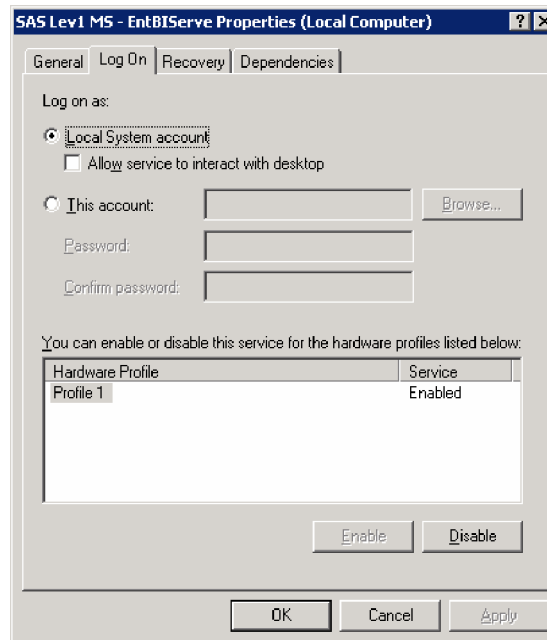 SAS Lev1 MS - EntBIServe Properties (Local Computer)
General Log On Recovery Dependencies
Log on as:
Local System account
Allow service to interact with desktop
This account:
Browse...
Password:
Confirm password:
You can enable or disable this service for the hardware profiles listed below:
Hardware Profile Service
Profile 1 Enabled
Enable Disable
OK Cancel Apply